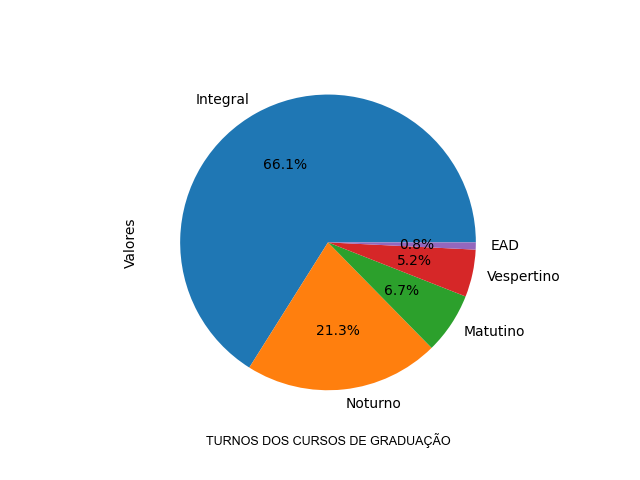 Integral
66.1%
Valores
0.8%
EAD
5.2%
Vespertino
6.7%
Matutino
21.3%
Noturno
TURNOS DOS CURSOS DE GRADUAÇÃO